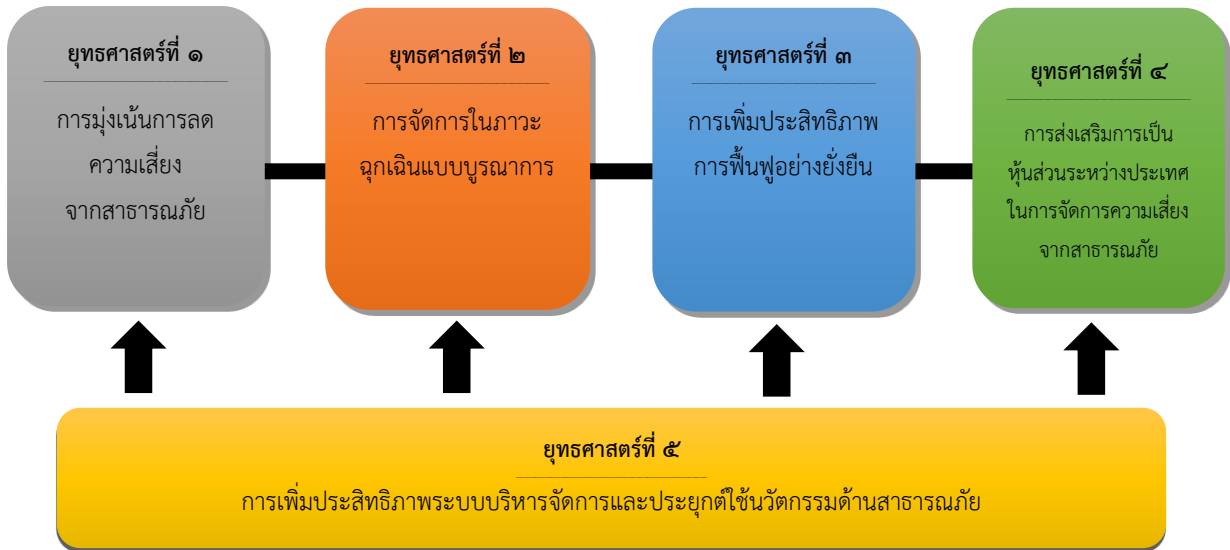 ยุทธศาสตร์ที่ ๑
การมุ่งเน้นการลด
ความเสี่ยง
จากสาธารณภัย
ยุทธศาสตร์ที่ ๒
การจัดการในภาวะ
ฉุกเฉินแบบบูรณาการ
ยุทธศาสตร์ที่ ๓
การเพิ่มประสิทธิภาพ
การฟื้นฟูอย่างยั่งยืน
ยุทธศาสตร์ที่ ๔
การส่งเสริมการเป็น
หุ้นส่วนระหว่างประเทศ
ในการจัดการความเสี่ยง
จากสาธารณภัย
ยุทธศาสตร์ที่ ๕
การเพิ่มประสิทธิภาพระบบบริหารจัดการและประยุกต์ใช้นวัตกรรมด้านสาธารณภัย